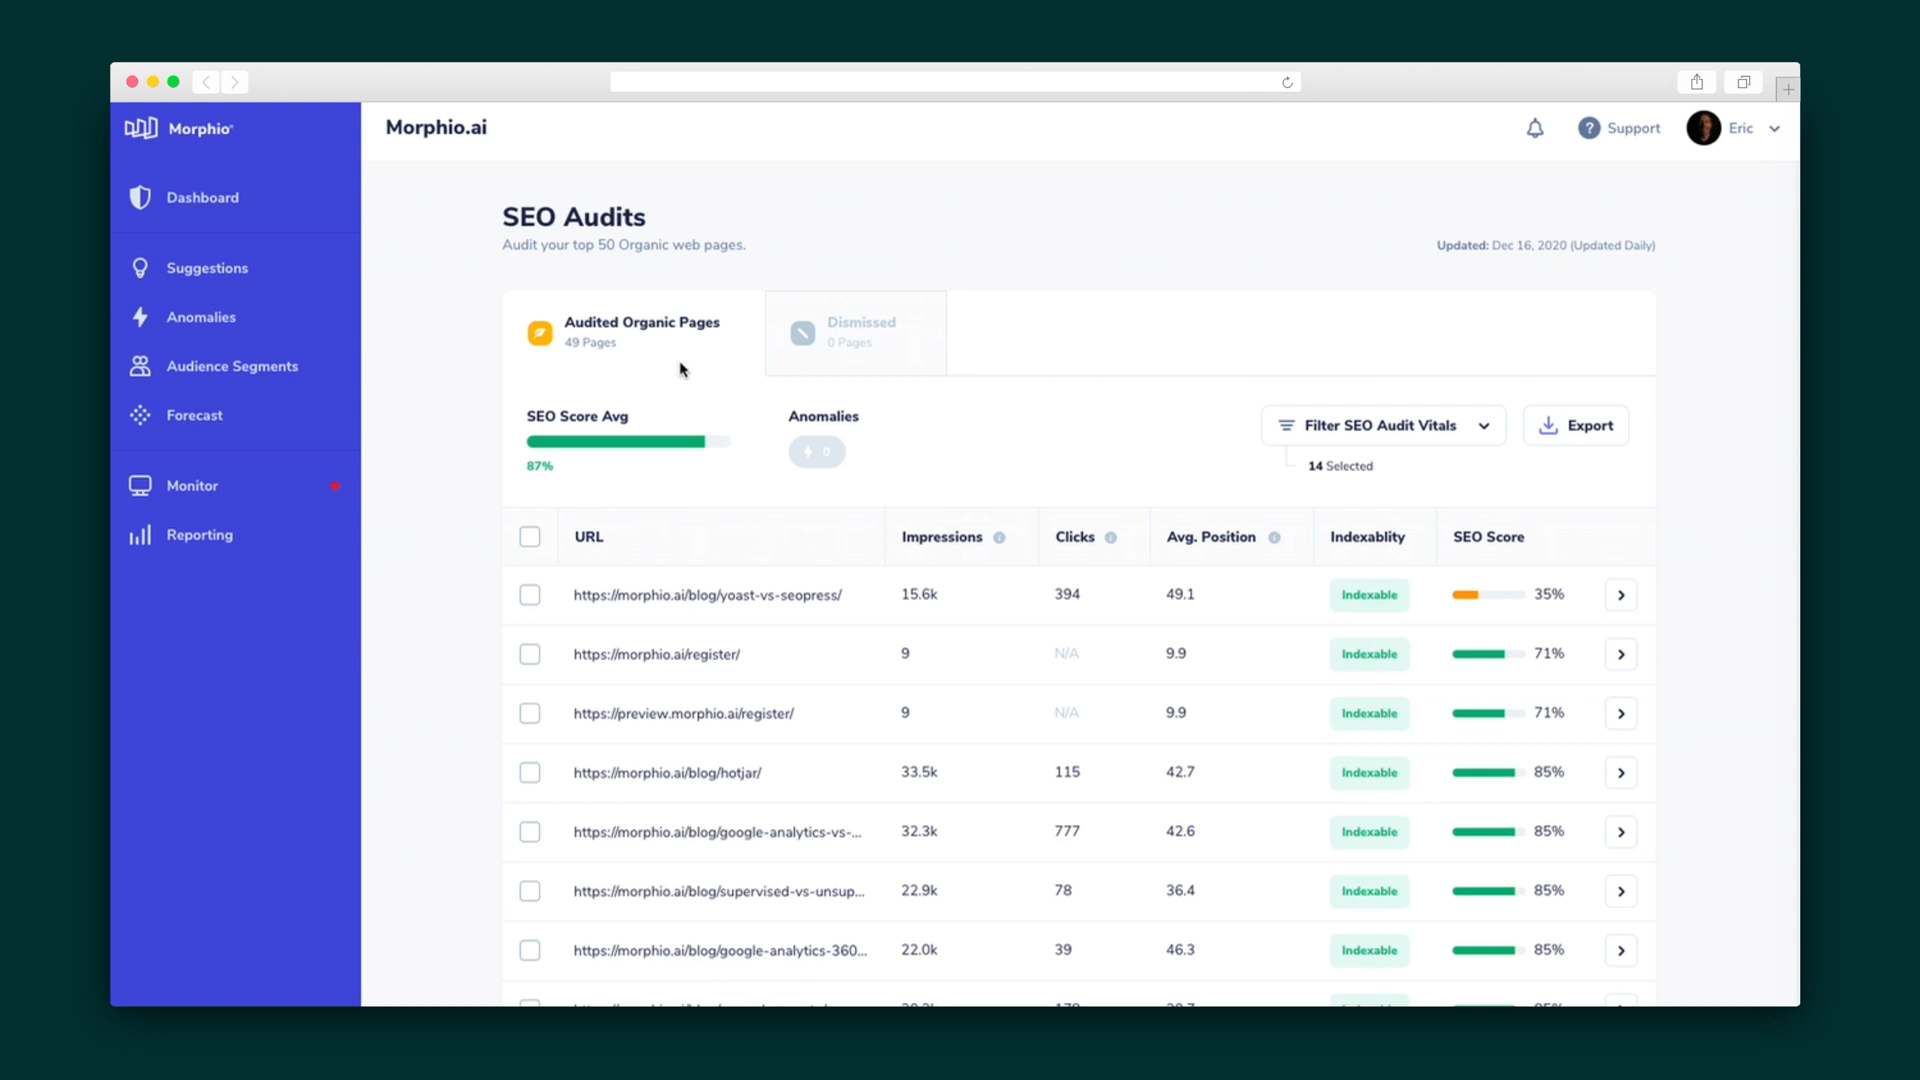 Morphio
Morphio.ai
? Support
Eric
Dashboard
Suggestions
Anomalies
Audience Segments
Forecast
Monitor
Reporting
SEO Audits
Audit your top 50 Organic web pages.
Updated: Dec 16, 2020 (Updated Daily)
Audited Organic Pages
49 Pages
Dismissed
0 Pages
SEO Score Avg
87%
Anomalies
0
Filter SEO Audit Vitals
14 Selected
Export
URL Impressions Clicks Avg. Position Indexablity SEO Score
https://morphio.ai/blog/yoast-vs-seopress/ 15.6k 394 49.1 Indexable 35%
https://morphio.ai/register/ 9 N/A 9.9 Indexable 71%
https://preview.morphio.ai/register/ 9 N/A 9.9 Indexable 71%
https://morphio.ai/blog/hotjar/ 33.5k 115 42.7 Indexable 85%
https://morphio.ai/blog/google-analytics-vs-... 32.3k 777 42.6 Indexable 85%
https://morphio.ai/blog/supervised-vs-unsup... 22.9k 78 36.4 Indexable 85%
https://morphio.ai/blog/google-analytics-360... 22.0k 39 46.3 Indexable 85%